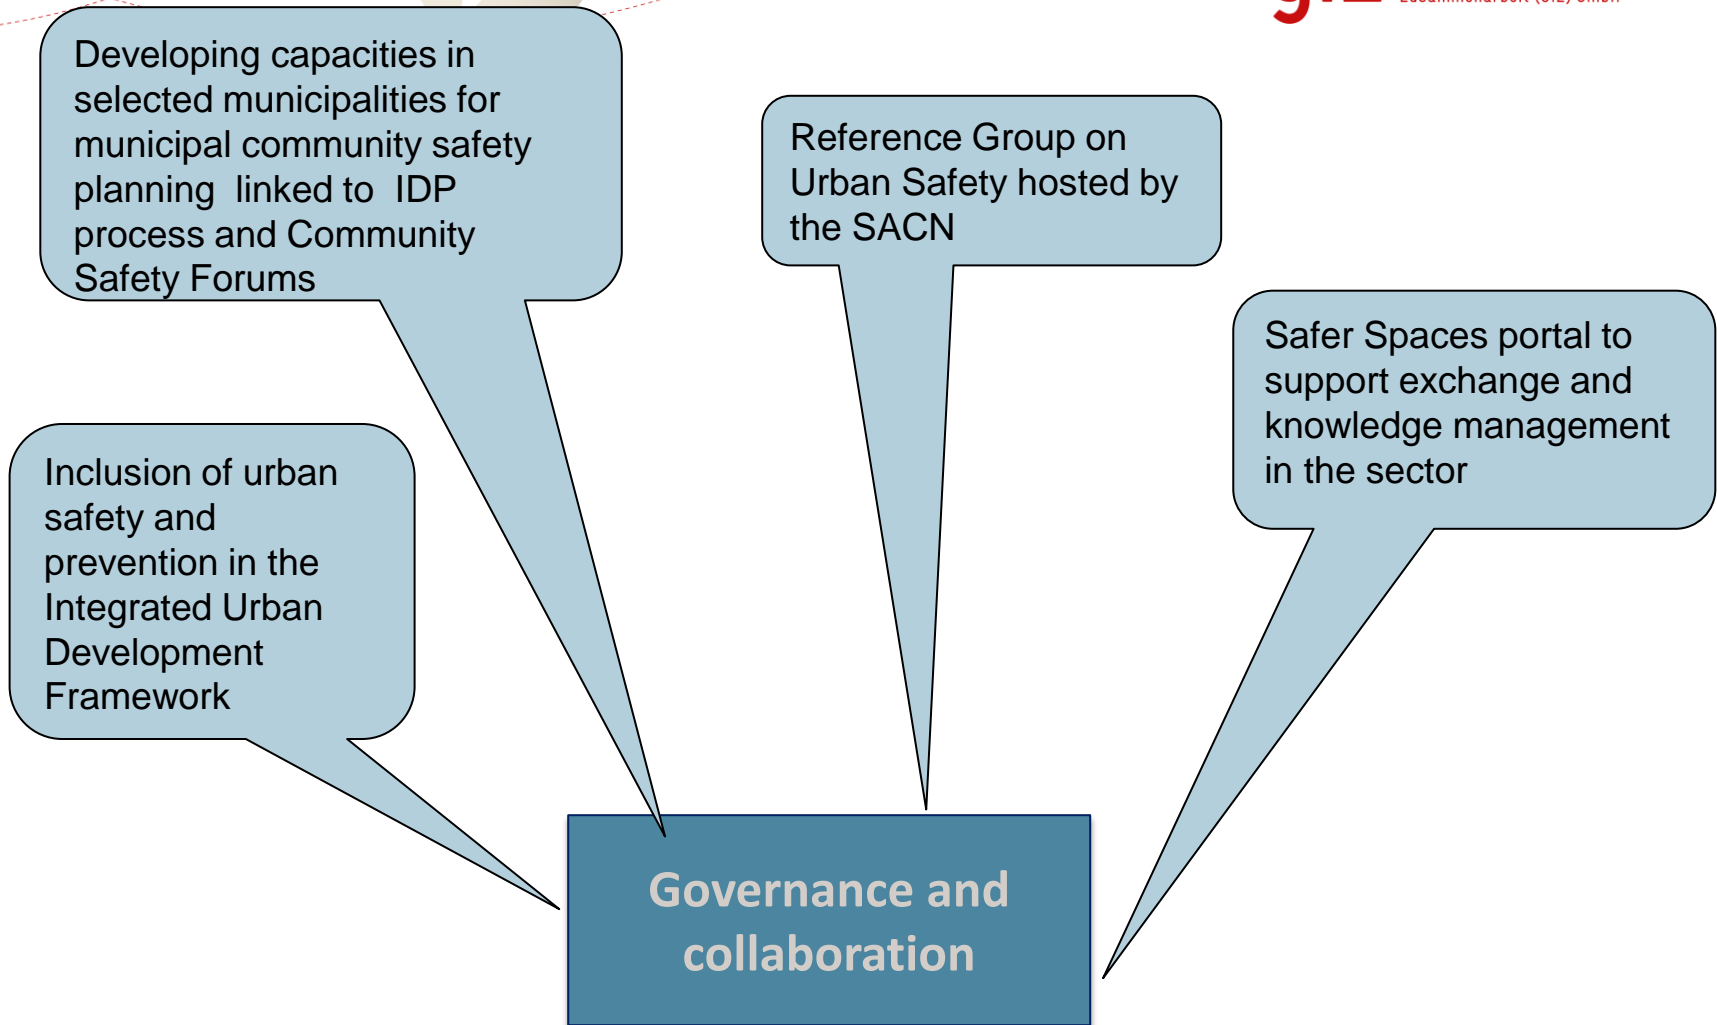 Developing capacities in
selected municipalities for
municipal community safety
planning linked to IDP
process and Community
Safety Forums
Reference Group on
Urban Safety hosted by
the SACN
Safer Spaces portal to
support exchange and
knowledge management
in the sector
Inclusion of urban
safety and
prevention in the
Integrated Urban
Development
Framework
Governance and
collaboration